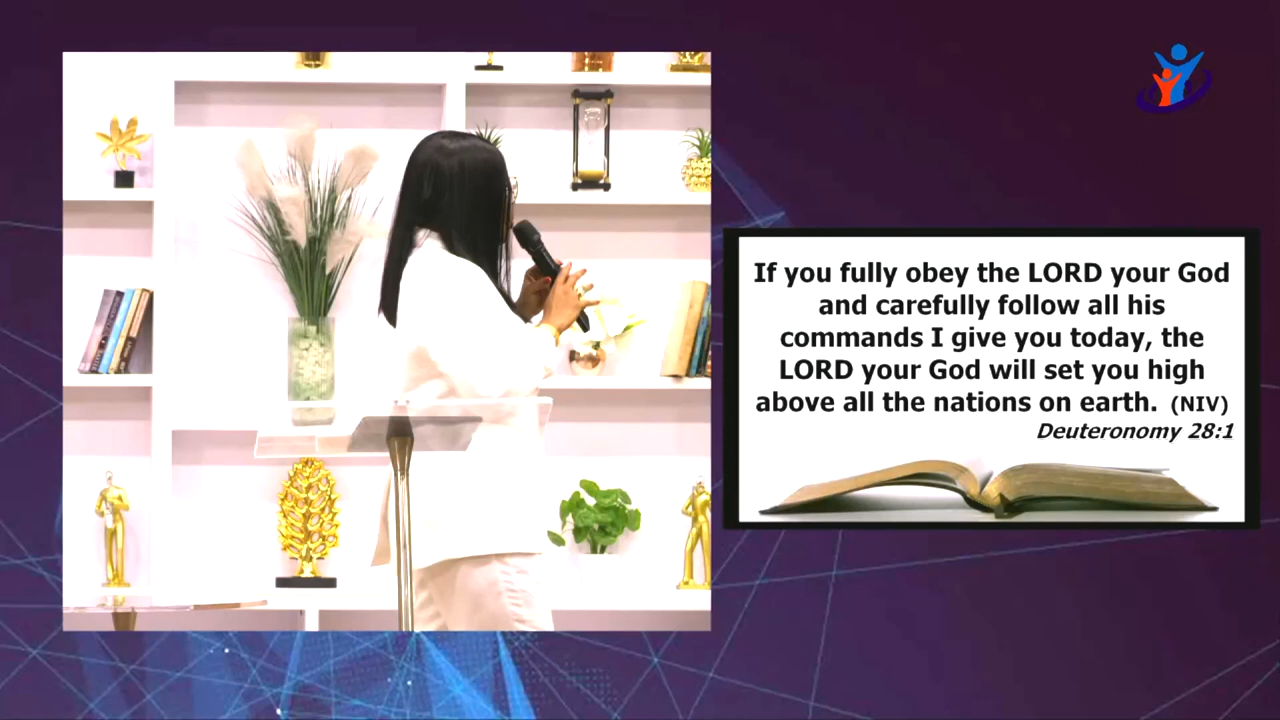 If you fully obey the LORD your God
and carefully follow all his
commands I give you today, the
LORD your God will set you high
above all the nations on earth. (NIV)
Deuteronomy 28:1